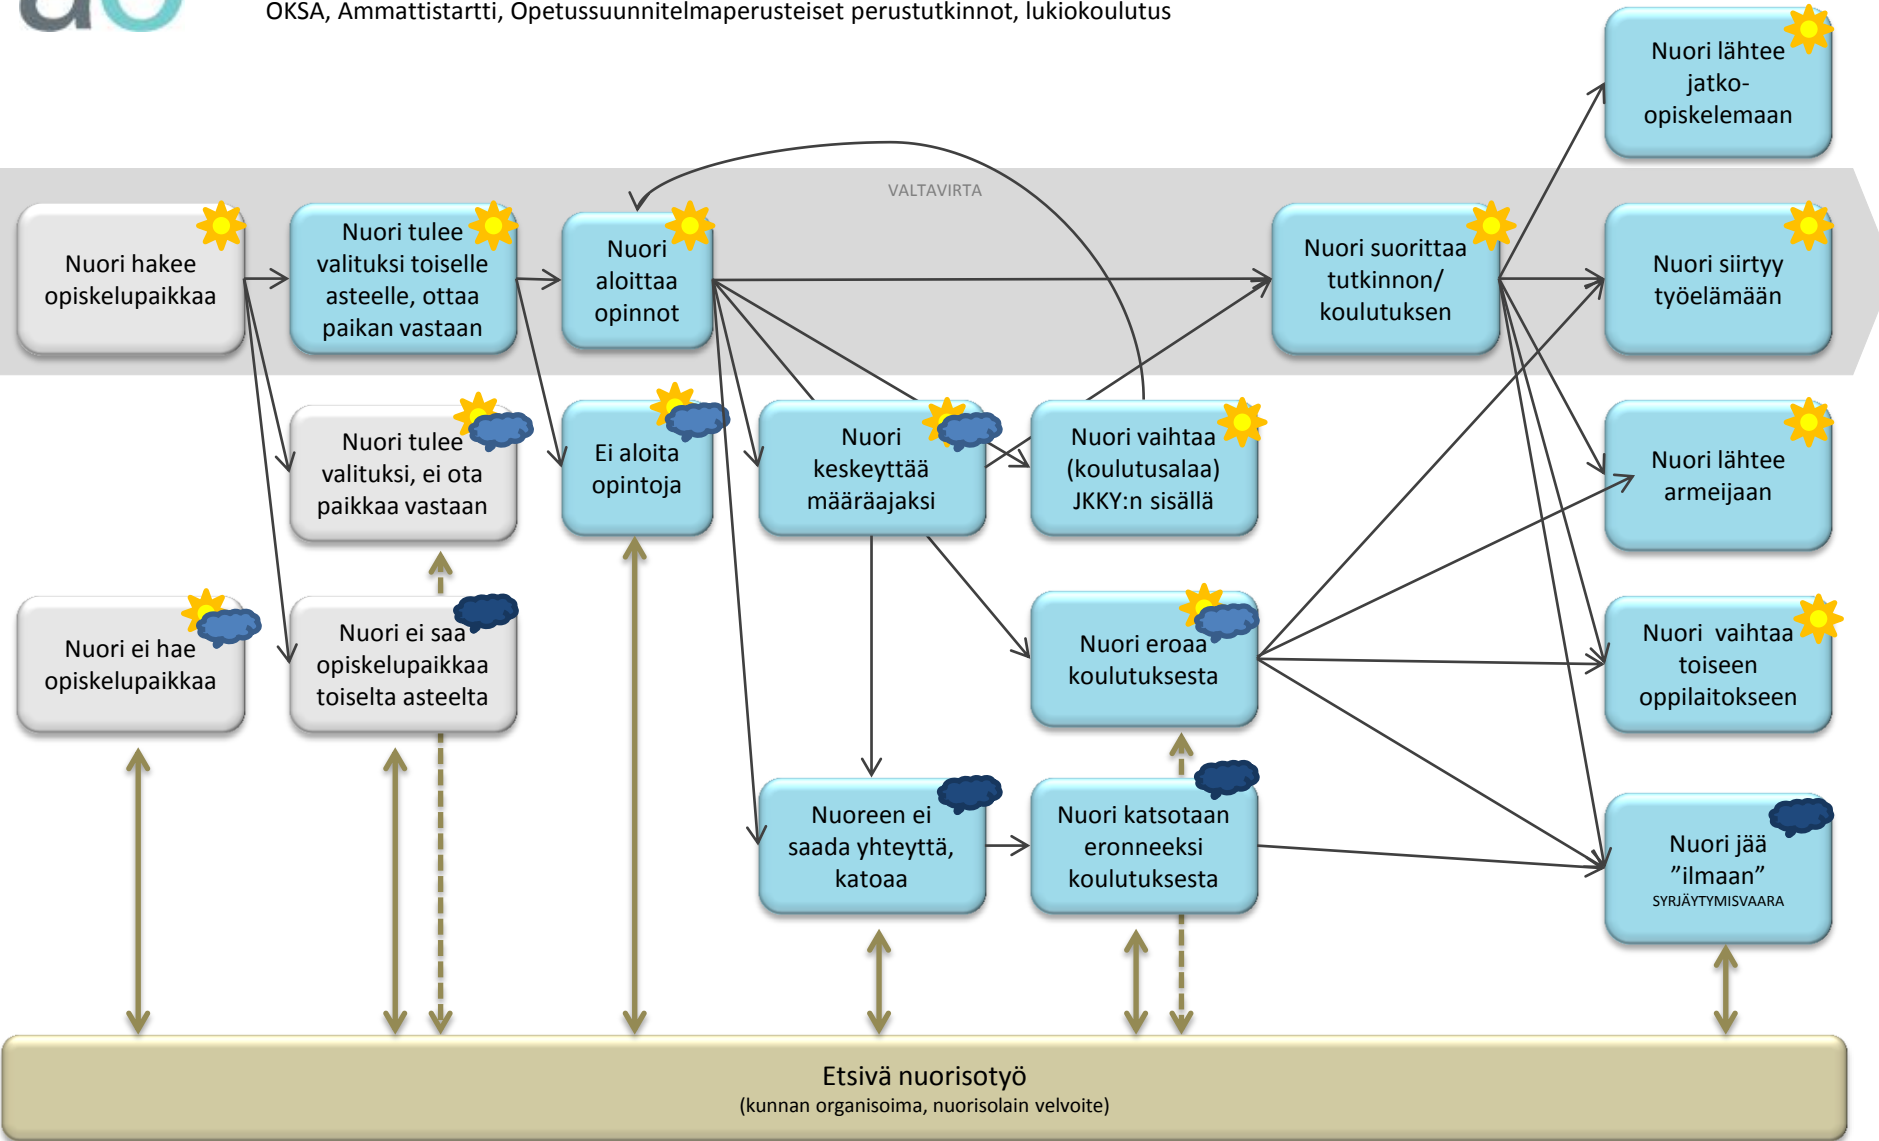 ao
OKSA, Ammattistartti, Opetussuunnitelmaperusteiset perustutkinnot, lukiokoulutus
Nuori lähtee
jatko-
opiskelemaan
VALTAVIRTA
Nuori hakee
opiskelupaikkaa
Nuori tulee
valituksi toiselle
asteelle, ottaa
paikan vastaan
Nuori
aloittaa
opinnot
Nuori suorittaa
tutkinnon/
koulutuksen
Nuori siirtyy
työelämään
Nuori tulee
valituksi, ei ota
paikkaa vastaan
Ei aloita
opintoja
Nuori
keskeyttää
määräajaksi
Nuori vaihtaa
(koulutusalaa)
JKKY:n sisällä
Nuori lähtee
armeijaan
Nuori ei hae
opiskelupaikkaa
Nuori ei saa
opiskelupaikkaa
toiselta asteelta
Nuori eroaa
koulutuksesta
Nuori vaihtaa
toiseen
oppilaitokseen
Nuoreen ei
saada yhteyttä,
katoaa
Nuori katsotaan
eronneeksi
koulutuksesta
Nuori jää
”ilmaan”
SYRJÄYTYMISVAARA
Etsivä nuorisotyö
(kunnan organisoima, nuorisolain velvoite)